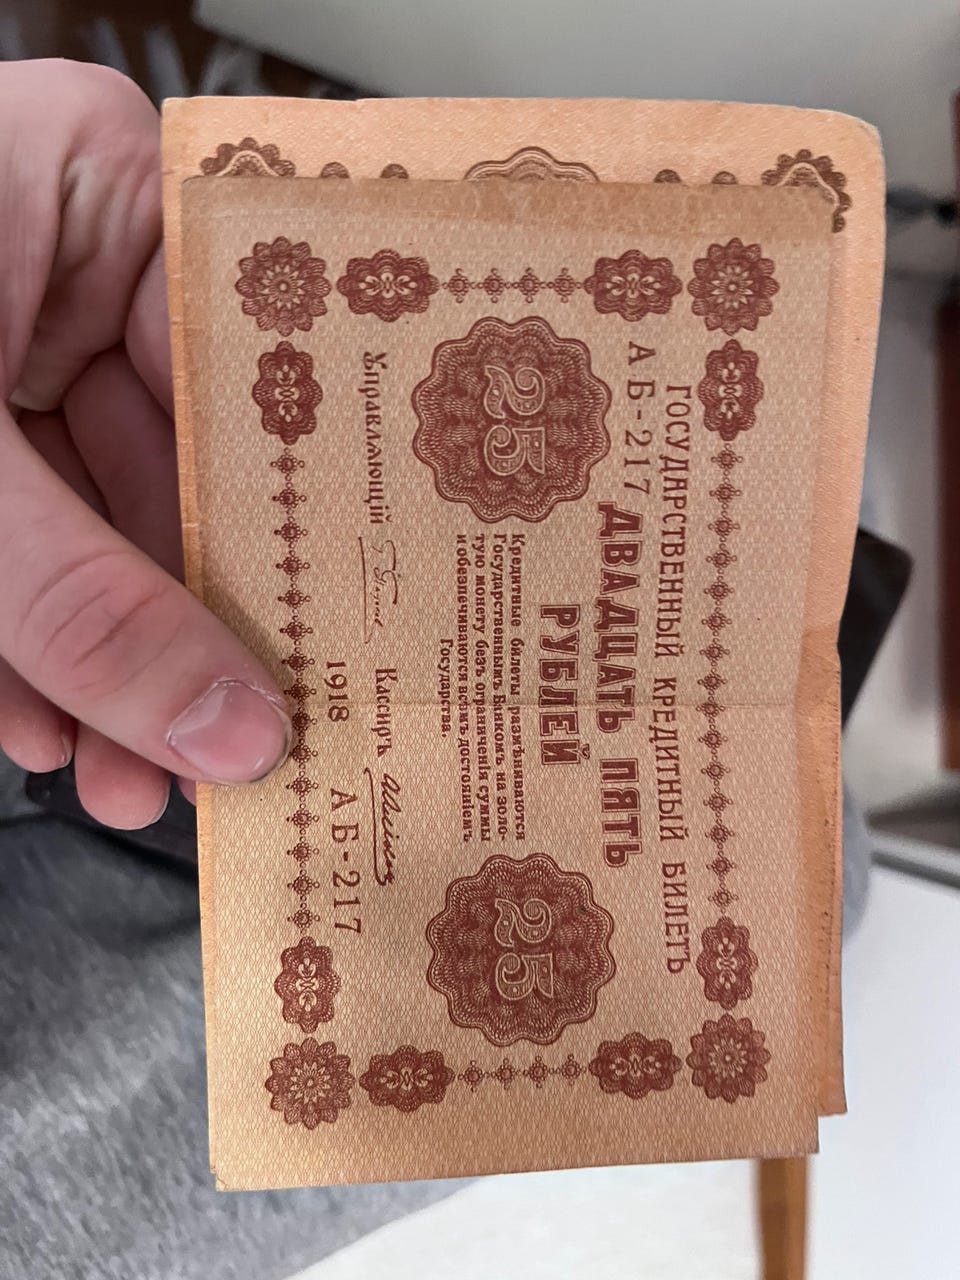 ГОСУДАРСТВЕННЫЙ КРЕДИТНЫЙ БИЛЕТЪ
АБ-217
ДВАДЦАТЬ ПЯТЬ
РУБЛЕЙ
25
25
Кредитные билеты размѣниваются
Государственнымъ Банкомъ на золо-
тую монету безъ ограниченія суммы
и обезпечиваются всѣмъ достояніемъ
Государства.
Управляющій
Кассиръ
1918
АБ-217